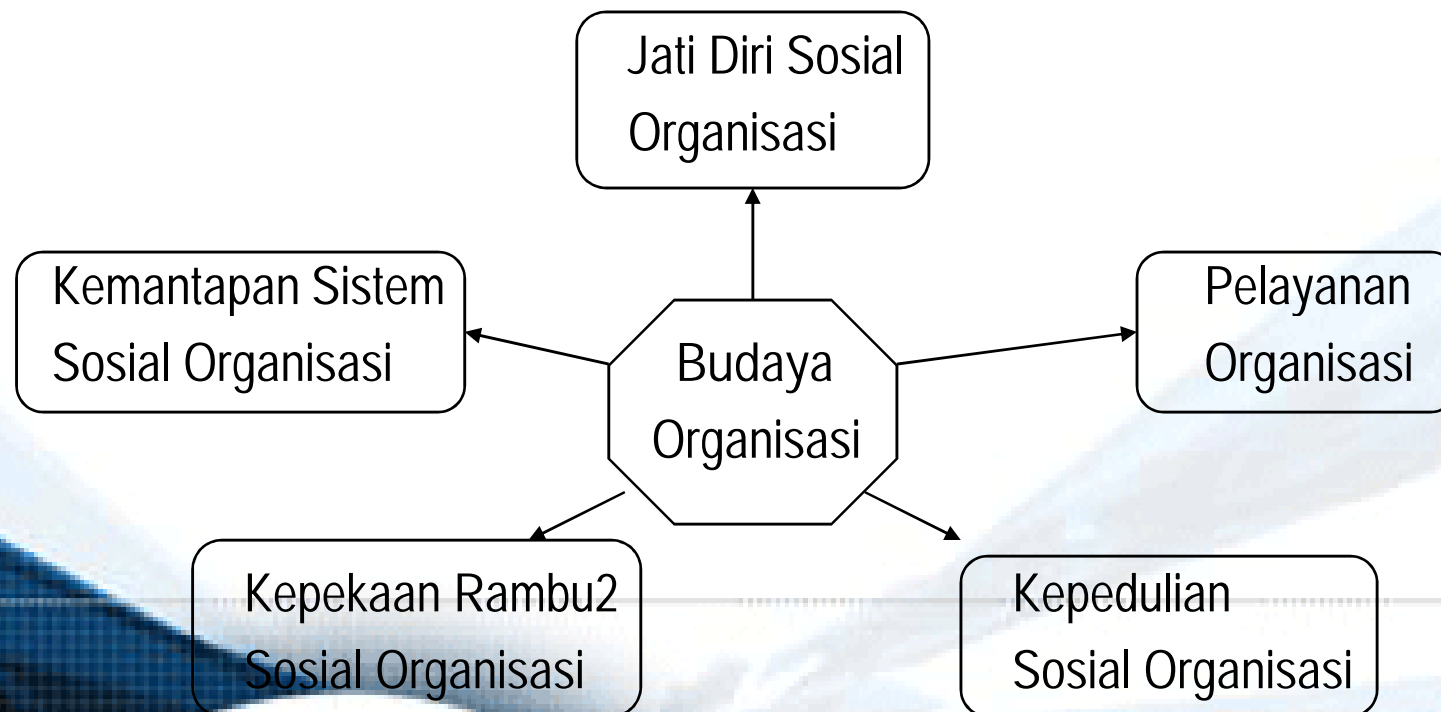 Jati Diri Sosial
Organisasi
Kemantapan Sistem
Sosial Organisasi
Pelayanan
Organisasi
Budaya
Organisasi
Kepekaan Rambu2
Sosial Organisasi
Kepedulian
Sosial Organisasi